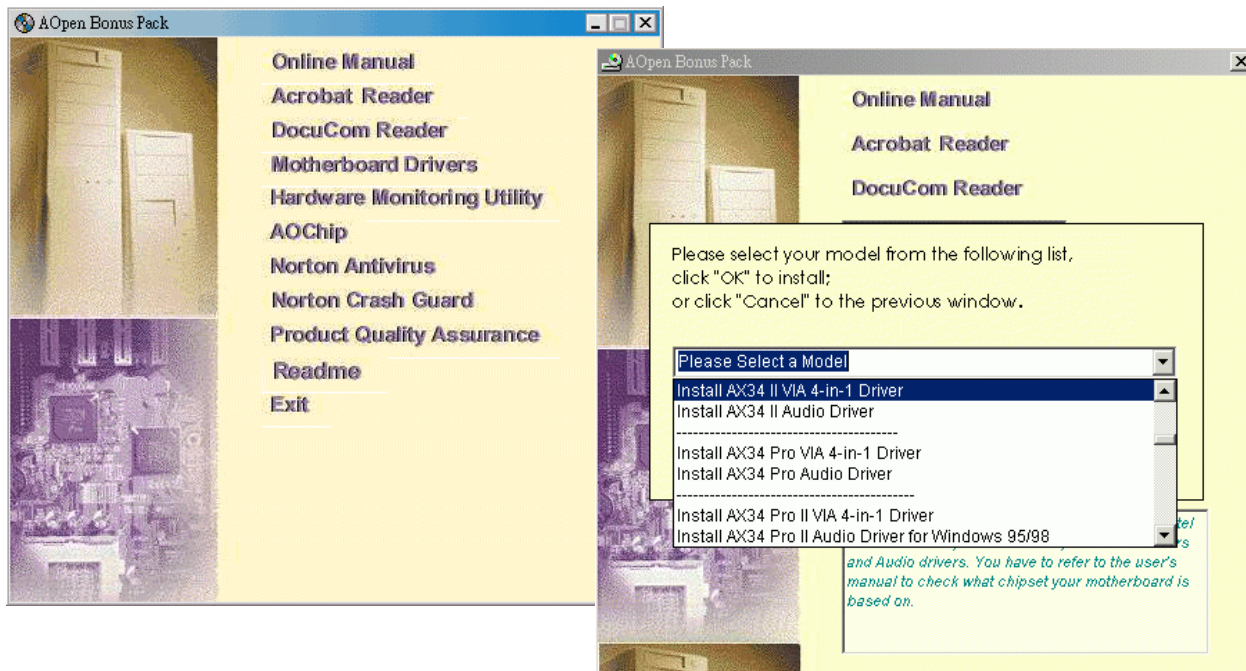 AOpen Bonus Pack
Online Manual
Acrobat Reader
DocuCom Reader
Motherboard Drivers
Hardware Monitoring Utility
AOChip
Norton Antivirus
Norton Crash Guard
Product Quality Assurance
Readme
Exit
AOpen Bonus Pack
Online Manual
Acrobat Reader
DocuCom Reader
Please select your model from the following list,
click "OK" to install;
or click "Cancel" to the previous window.
Please Select a Model
Install AX34 II VIA 4-in-1 Driver
Install AX34 II Audio Driver
----------------------------------------
Install AX34 Pro VIA 4-in-1 Driver
Install AX34 Pro Audio Driver
-------------------------------------------
Install AX34 Pro II VIA 4-in-1 Driver
Install AX34 Pro II Audio Driver for Windows 95/98
and Audio drivers. You have to refer to the user's
manual to check what chipset your motherboard is
based on.